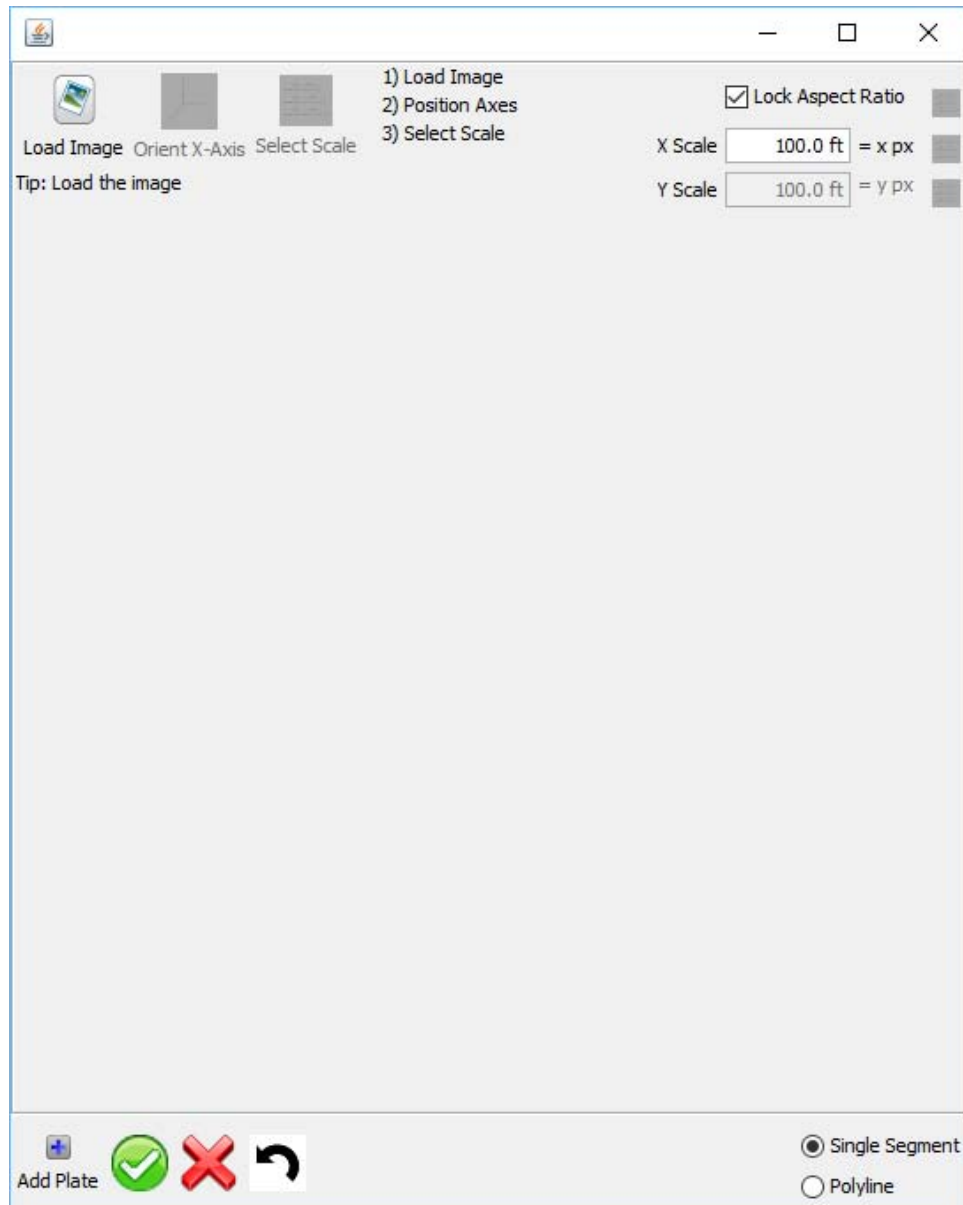 Load Image
Orient X-Axis
Select Scale
1) Load Image
2) Position Axes
3) Select Scale
Lock Aspect Ratio
X Scale 100.0 ft = x px
Y Scale 100.0 ft = y px
Tip: Load the image
Add Plate
Single Segment
Polyline